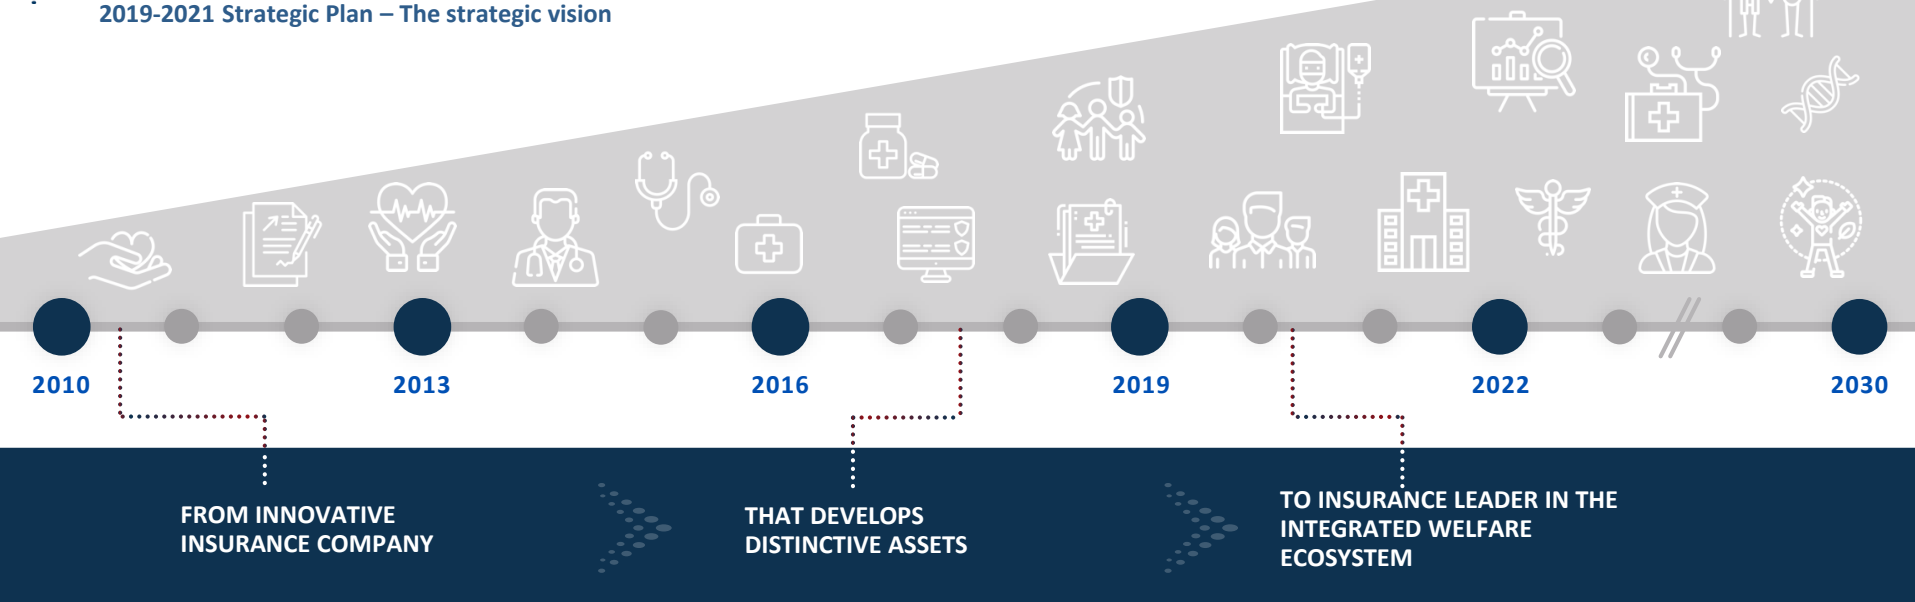 2019-2021 Strategic Plan – The strategic vision
2010
2013
2016
2019
2022
2030
FROM INNOVATIVE
INSURANCE COMPANY
THAT DEVELOPS
DISTINCTIVE ASSETS
TO INSURANCE LEADER IN THE
INTEGRATED WELFARE
ECOSYSTEM